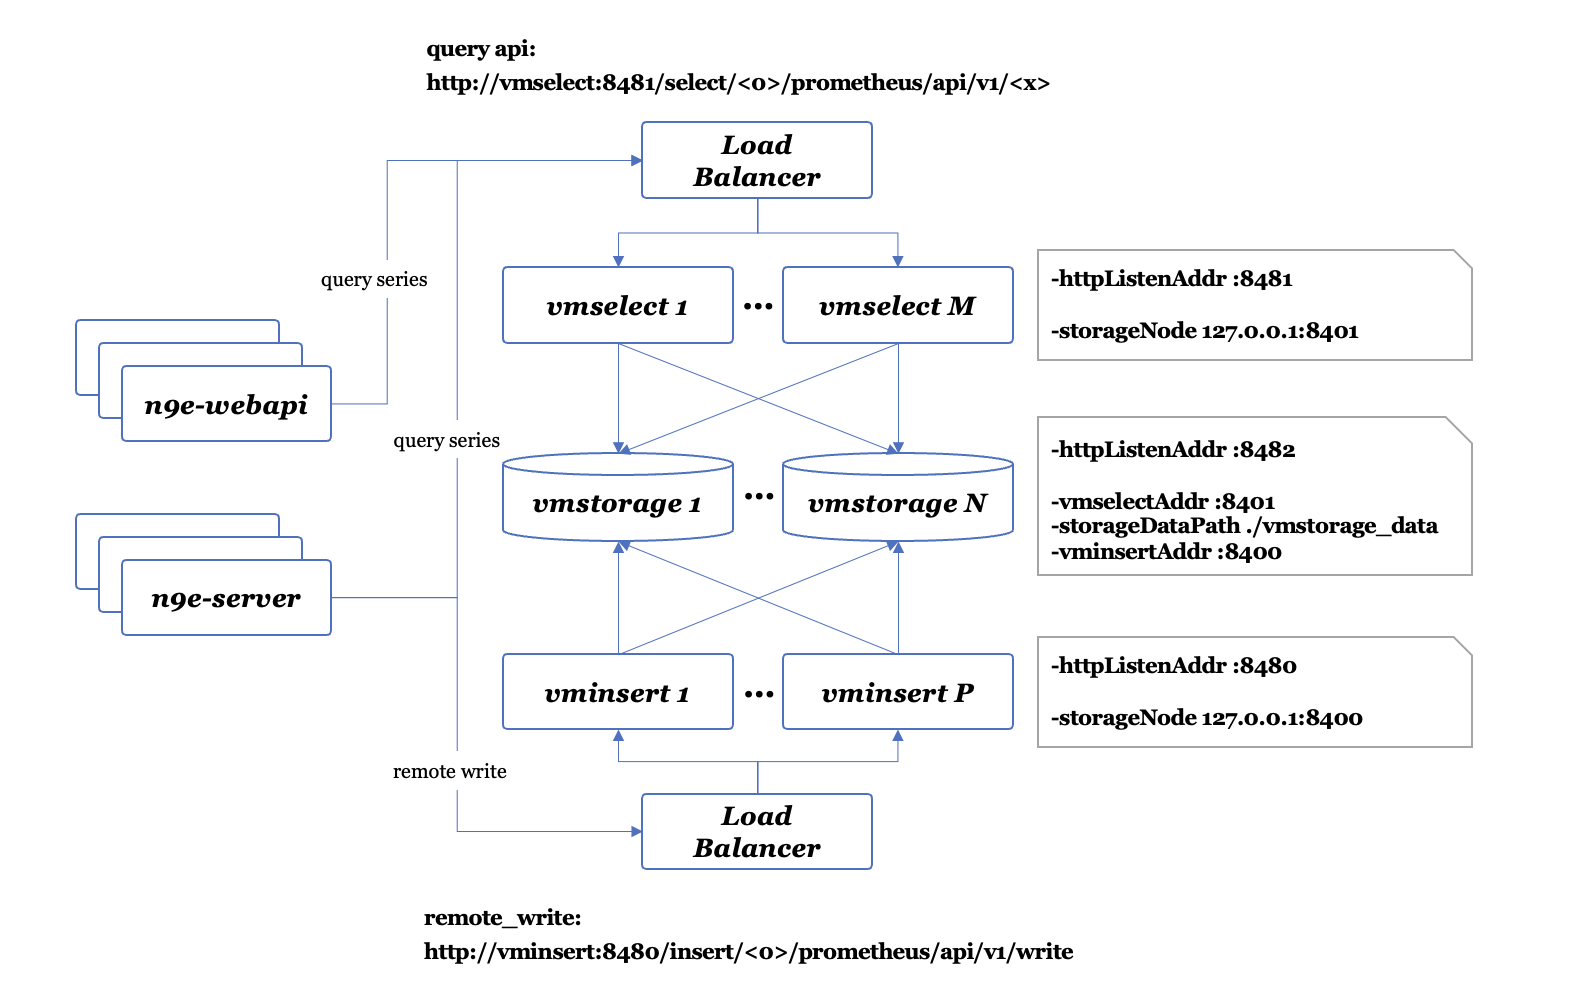 query api:
http://vmselect:8481/select/<0>/prometheus/api/v1/<x>
Load
Balancer
query series
vmselect 1
...
vmselect M
-httpListenAddr :8481
-storageNode 127.0.0.1:8401
n9e-webapi
query series
vmstorage 1
...
vmstorage N
-httpListenAddr :8482
-vmselectAddr :8401
-storageDataPath ./vmstorage_data
-vminsertAddr :8400
n9e-server
vminsert 1
...
vminsert P
-httpListenAddr :8480
-storageNode 127.0.0.1:8400
remote write
Load
Balancer
remote_write:
http://vminsert:8480/insert/<0>/prometheus/api/v1/write